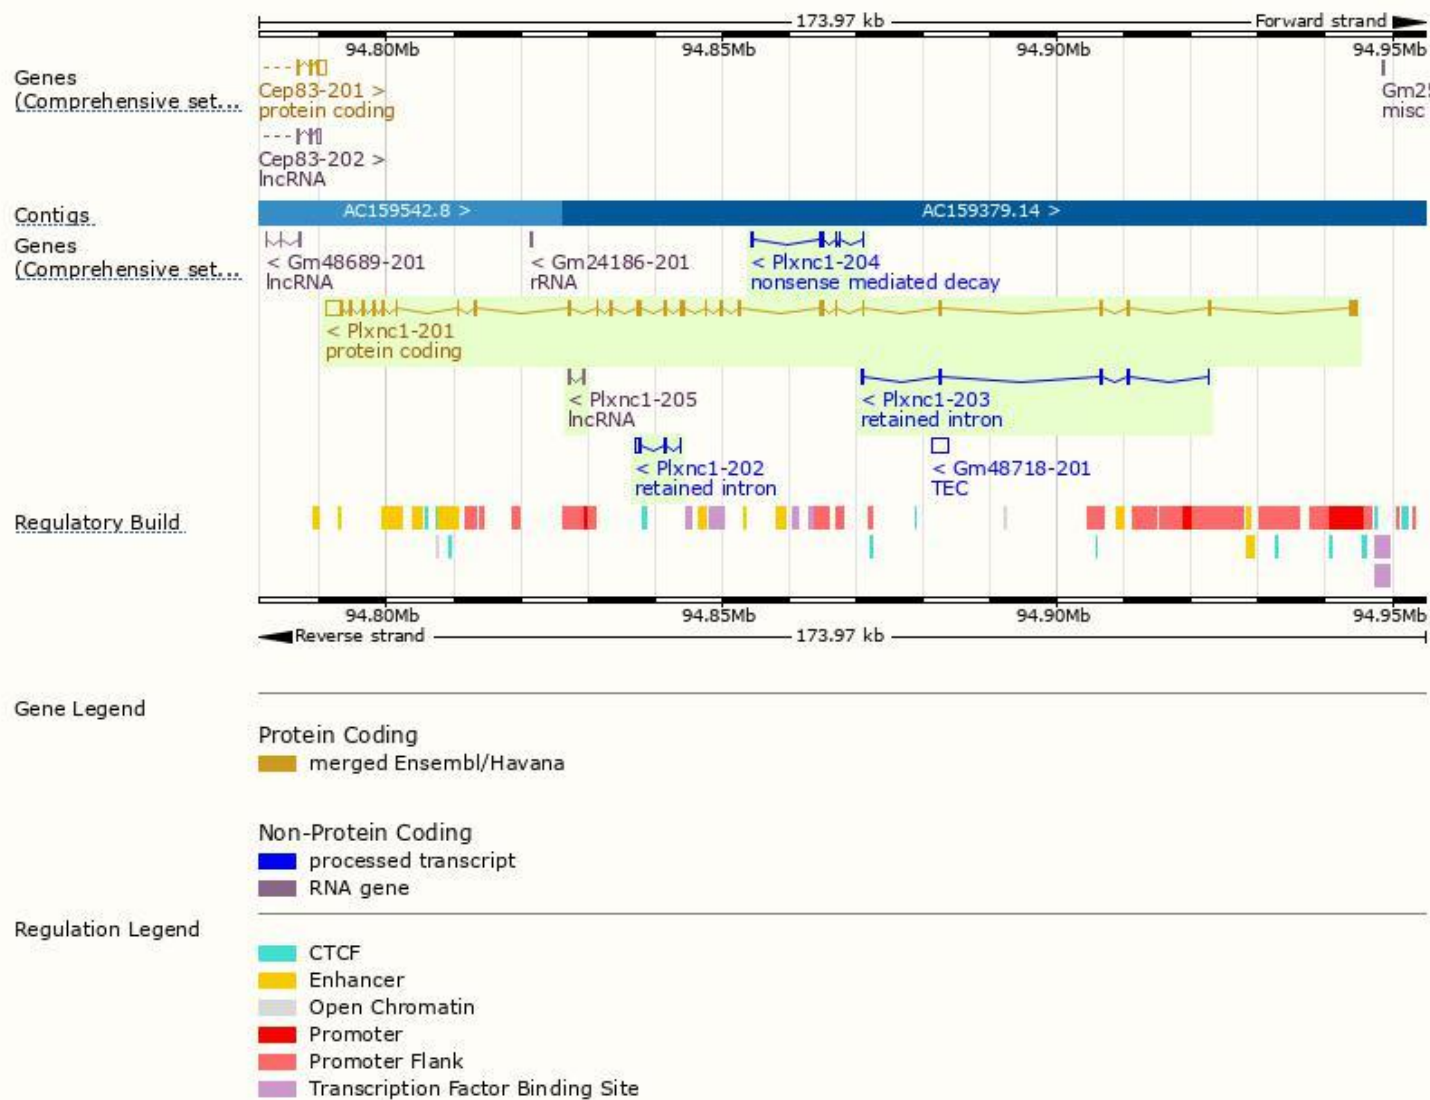 173.97 kb Forward strand
94.80Mb 94.85Mb 94.90Mb 94.95Mb
Genes
(Comprehensive set...
Cep83-201 >
protein coding
Gm25
misc
Cep83-202 >
lncRNA
Contigs
AC159542.8 > AC159379.14 >
Genes
(Comprehensive set...
< Gm48689-201
lncRNA
< Gm24186-201
rRNA
< Plxnc1-204
nonsense mediated decay
< Plxnc1-201
protein coding
< Plxnc1-205
lncRNA
< Plxnc1-203
retained intron
< Plxnc1-202
retained intron
< Gm48718-201
TEC
Regulatory Build
94.80Mb 94.85Mb 94.90Mb 94.95Mb
Reverse strand 173.97 kb
Gene Legend
Protein Coding
merged Ensembl/Havana
Non-Protein Coding
processed transcript
RNA gene
Regulation Legend
CTCF
Enhancer
Open Chromatin
Promoter
Promoter Flank
Transcription Factor Binding Site